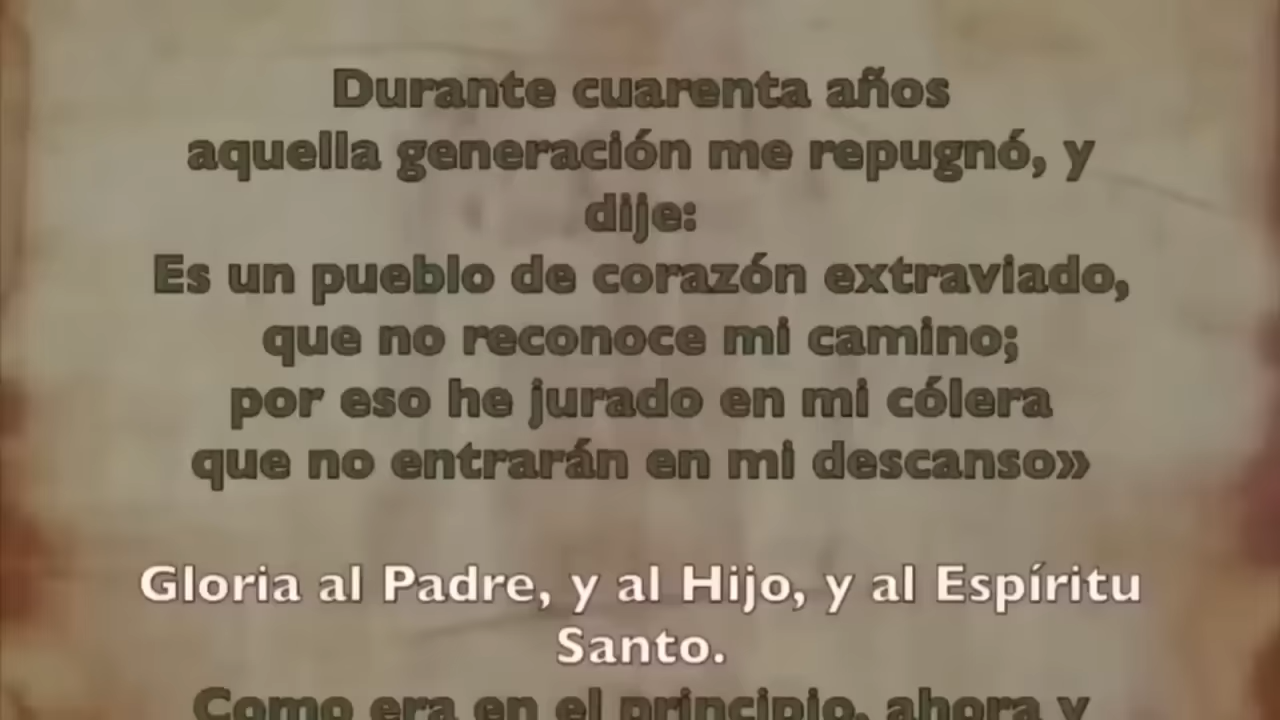 Durante cuarenta años
aquella generación me repugnó, y
dije:
Es un pueblo de corazón extraviado,
que no reconoce mi camino;
por eso he jurado en mi cólera
que no entrarán en mi descanso»
Gloria al Padre, y al Hijo, y al Espíritu
Santo.
Como era en el principio, ahora y